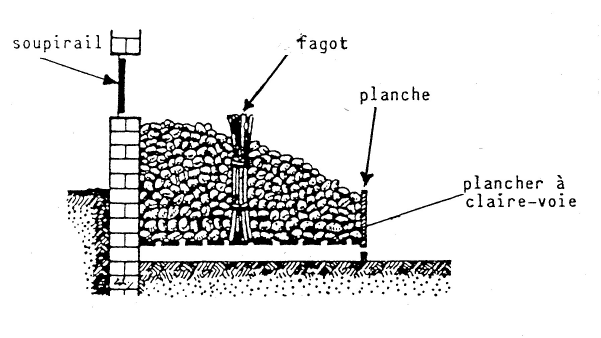 soupirail
fagot
planche
plancher à
claire-voie